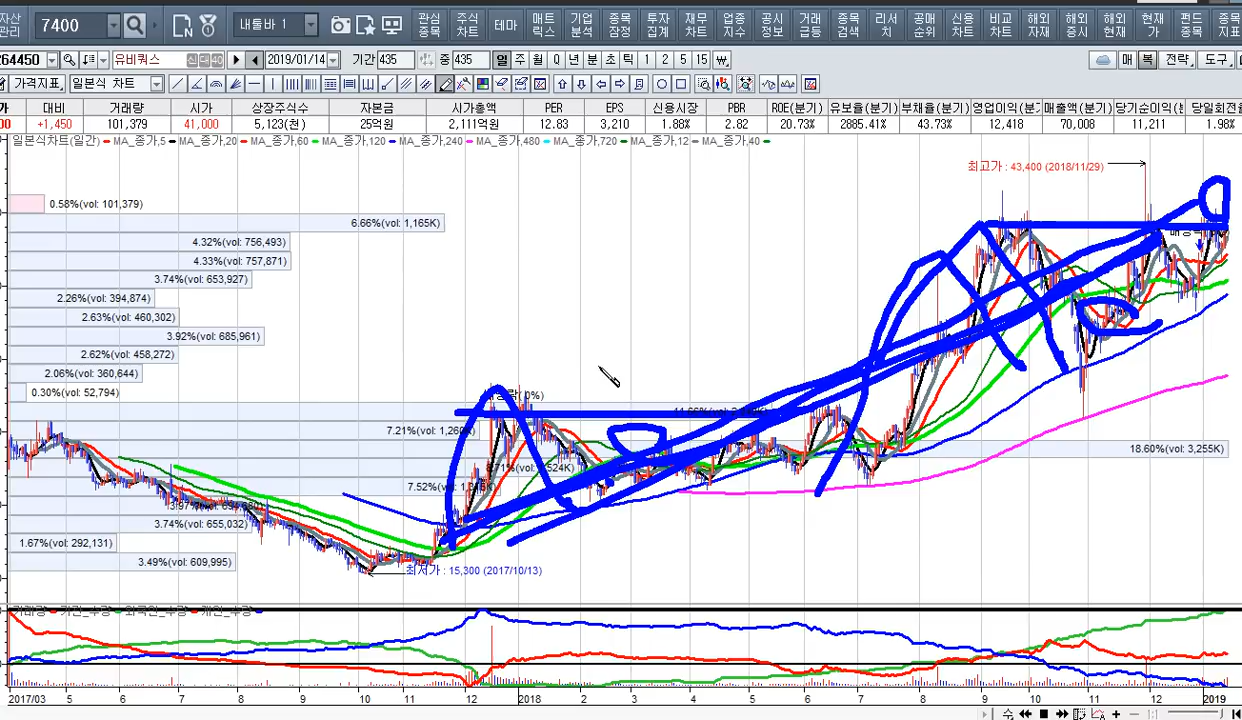 자산 관리 7400 내툴바 1 관심 종목 주식 차트 테마 매트 릭스 기업 분석 종목 잠정 투자 집계 재무 차트 업종 지수 공시 정보 거래 급등 종목 검색 리서 치 공매 순위 신용 차트 비교 차트 해외 자재 해외 증시 해외 차트 현재 가 펀드 종목 종목 지표
264450 유비쿼스 신 대 40 2019/01/14 기간 435 중 435 일 주 월 Q 년 분 초 틱 1 2 5 15 매 복 전략 도구
가격지표 일본식 차트
가 대비 거래량 시가 상장주식수 자본금 시가총액 PER EPS 신용시장 PBR ROE(분기) 유보율(분기) 부채율(분기) 영업이익(분기 매출액(분기) 당기순이익(분 당일회전
00 +1,450 101,379 41,000 5,123(천) 25억원 2,111억원 12.83 3,210 1.88% 2.82 20.73% 2885.41% 43.73% 12,418 70,008 11,211 1.98%
일본식차트(일간) MA_종가,5 MA_종가,20 MA_종가,60 MA_종가,120 MA_종가,240 MA_종가,480 MA_종가,720 MA_종가,12 MA_종가,40
최고가 : 43,400 (2018/11/29)
0.58%(vol: 101,379)
6.66%(vol: 1,165K)
4.32%(vol: 756,493)
4.33%(vol: 757,871)
3.74%(vol: 653,927)
2.26%(vol: 394,874)
2.63%(vol: 460,302)
3.92%(vol: 685,961)
2.62%(vol: 458,272)
2.06%(vol: 360,644)
0.30%(vol: 52,794)
7.21%(vol: 1,260K)
18.60%(vol: 3,255K)
7.52%(vol:
3.74%(vol: 655,032)
1.67%(vol: 292,131)
3.49%(vol: 609,995)
최저가 : 15,300 (2017/10/13)
2017/03 5 6 7 8 10 11 12 2018 2 3 4 5 6 7 8 9 10 11 12 2019